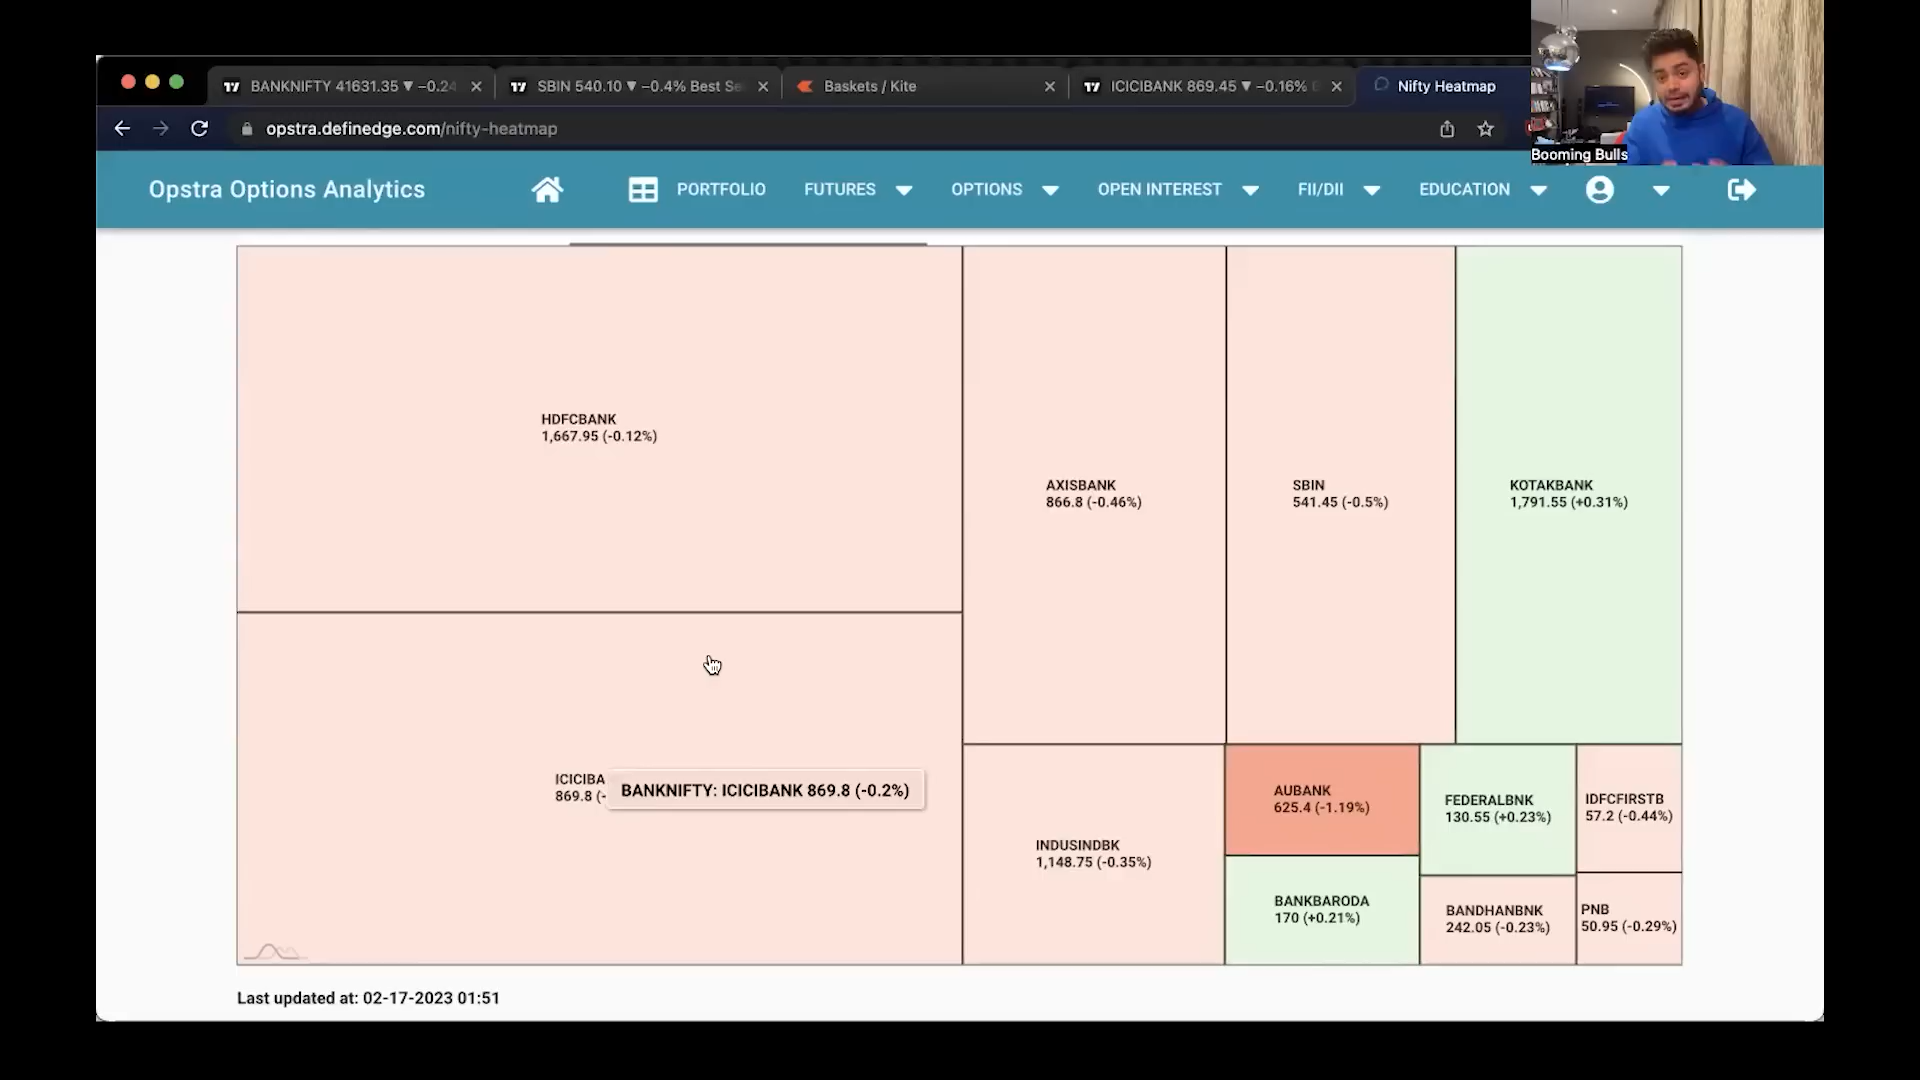 BANKNIFTY 41631.35 ▼ −0.24
SBIN 540.10 ▼ −0.4% Best Se
Baskets / Kite
ICICIBANK 869.45 ▼ −0.16%
Nifty Heatmap
opstra.definedge.com/nifty-heatmap
Booming Bulls
Opstra Options Analytics
PORTFOLIO
FUTURES
OPTIONS
OPEN INTEREST
FII/DII
EDUCATION
HDFCBANK
1,667.95 (-0.12%)
AXISBANK
866.8 (-0.46%)
SBIN
541.45 (-0.5%)
KOTAKBANK
1,791.55 (+0.31%)
ICICIBA
869.8 (-
BANKNIFTY: ICICIBANK 869.8 (-0.2%)
INDUSINDBK
1,148.75 (-0.35%)
AUBANK
625.4 (-1.19%)
FEDERALBNK
130.55 (+0.23%)
IDFCFIRSTB
57.2 (-0.44%)
BANKBARODA
170 (+0.21%)
BANDHANBNK
242.05 (-0.23%)
PNB
50.95 (-0.29%)
Last updated at: 02-17-2023 01:51